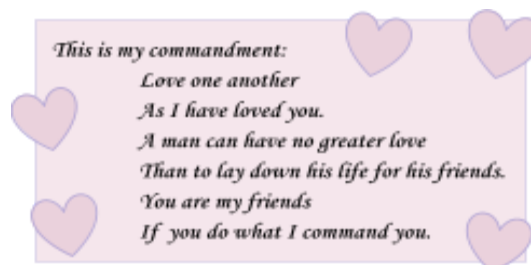 This is my commandment:
Love one another
As I have loved you.
A man can have no greater love
Than to lay down his life for his friends.
You are my friends
If you do what I command you.